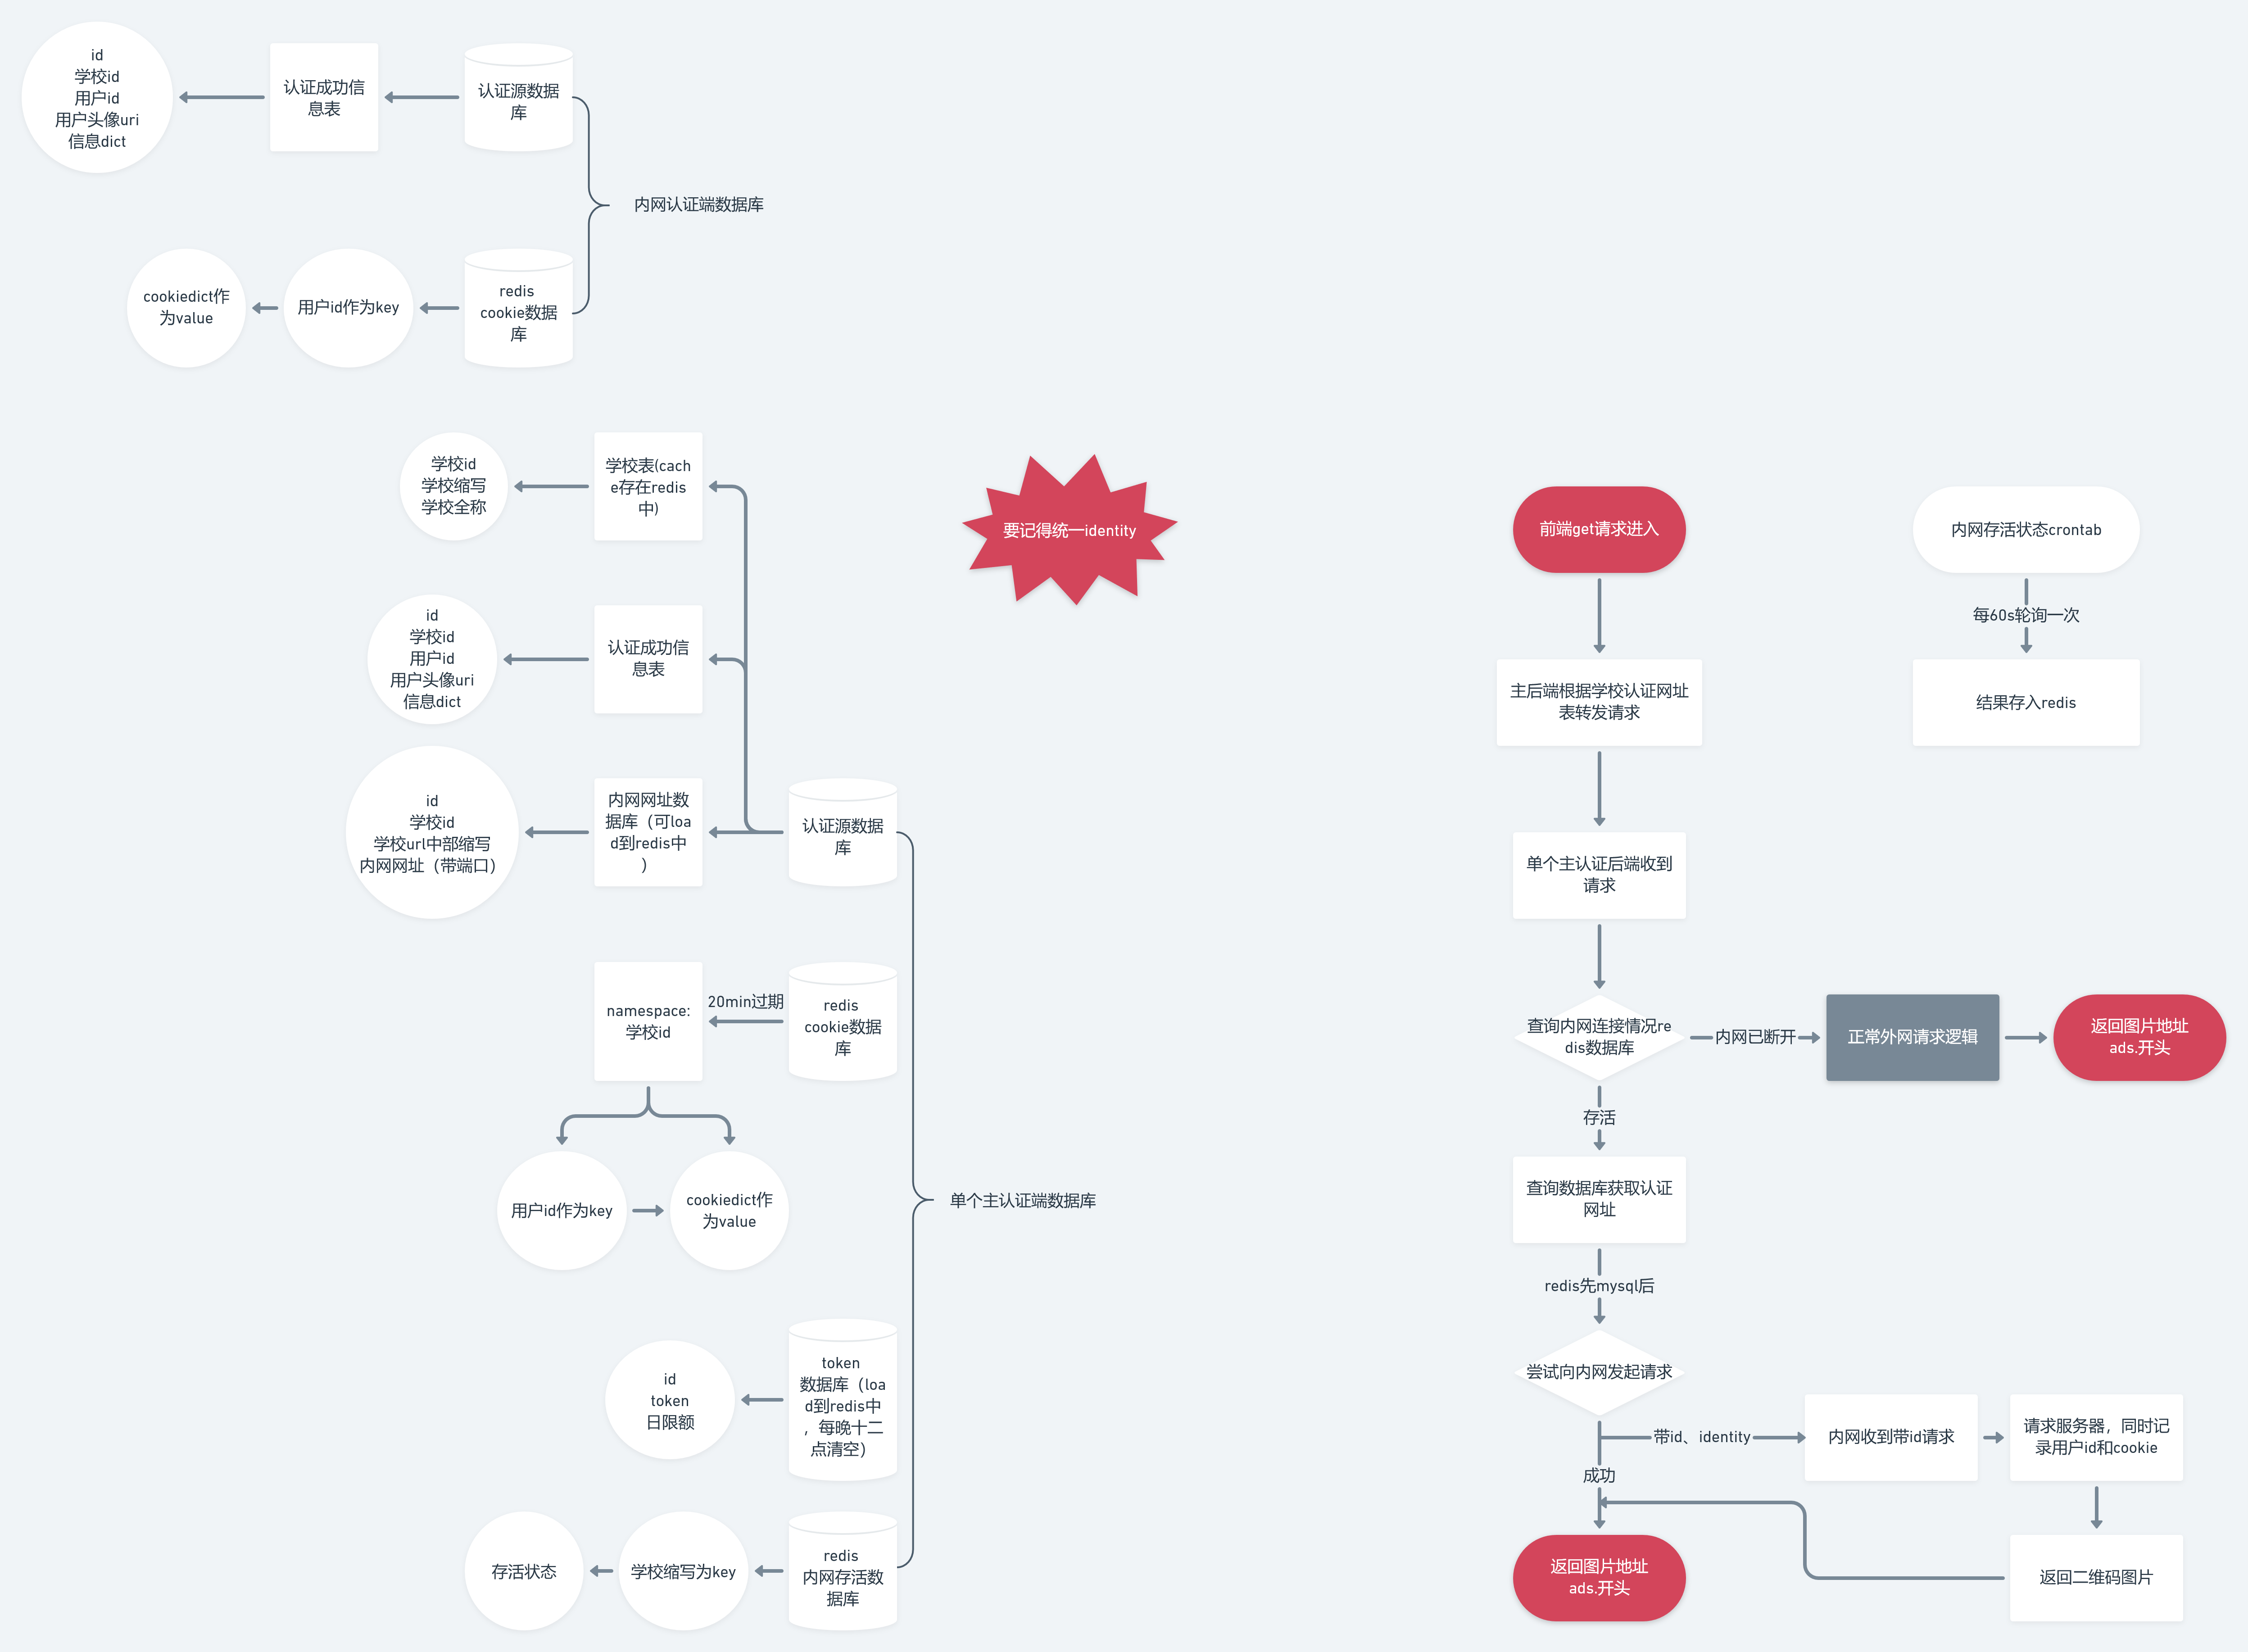 id
学校id
用户id
用户头像uri
信息dict
认证成功信
息表
认证源数据
库
内网认证端数据库
cookiedict作
为value
用户id作为key
redis
cookie数据
库
学校id
学校缩写
学校全称
学校表(cach
e存在redis
中)
要记得统一identity
id
学校id
用户id
用户头像uri
信息dict
认证成功信
息表
id
学校id
学校url中部缩写
内网网址（带端口）
内网网址数
据库（可loa
d到redis中
）
认证源数据
库
namespace:
学校id
20min过期
redis
cookie数据
库
用户id作为key
cookiedict作
为value
单个主认证端数据库
id
token
日限额
token
数据库（loa
d到redis中
，每晚十二
点清空）
存活状态
学校缩写为key
redis
内网存活数
据库
前端get请求进入
主后端根据学校认证网址
表转发请求
单个主认证后端收到
请求
查询内网连接情况re
dis数据库
内网已断开
正常外网请求逻辑
返回图片地址
ads.开头
存活
查询数据库获取认证
网址
redis先mysql后
尝试向内网发起请求
带id、identity
内网收到带id请求
请求服务器，同时记
录用户id和cookie
成功
返回二维码图片
返回图片地址
ads.开头
内网存活状态crontab
每60s轮询一次
结果存入redis